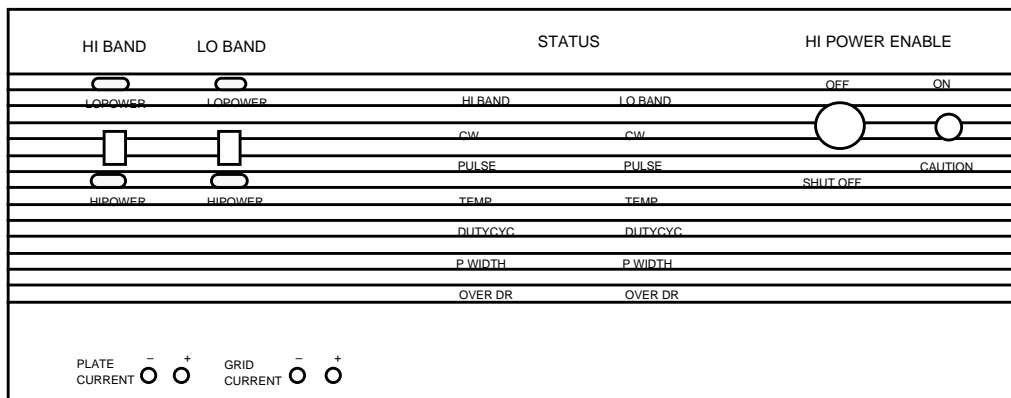 HI BAND LO BAND STATUS HI POWER ENABLE
OFF ON
LOPOWER LOPOWER HI BAND LO BAND
CW CW
PULSE PULSE CAUTION
SHUT OFF
HIPOWER HIPOWER TEMP TEMP
DUTYCYC DUTYCYC
P WIDTH P WIDTH
OVER DR OVER DR
PLATE CURRENT − + GRID CURRENT − +